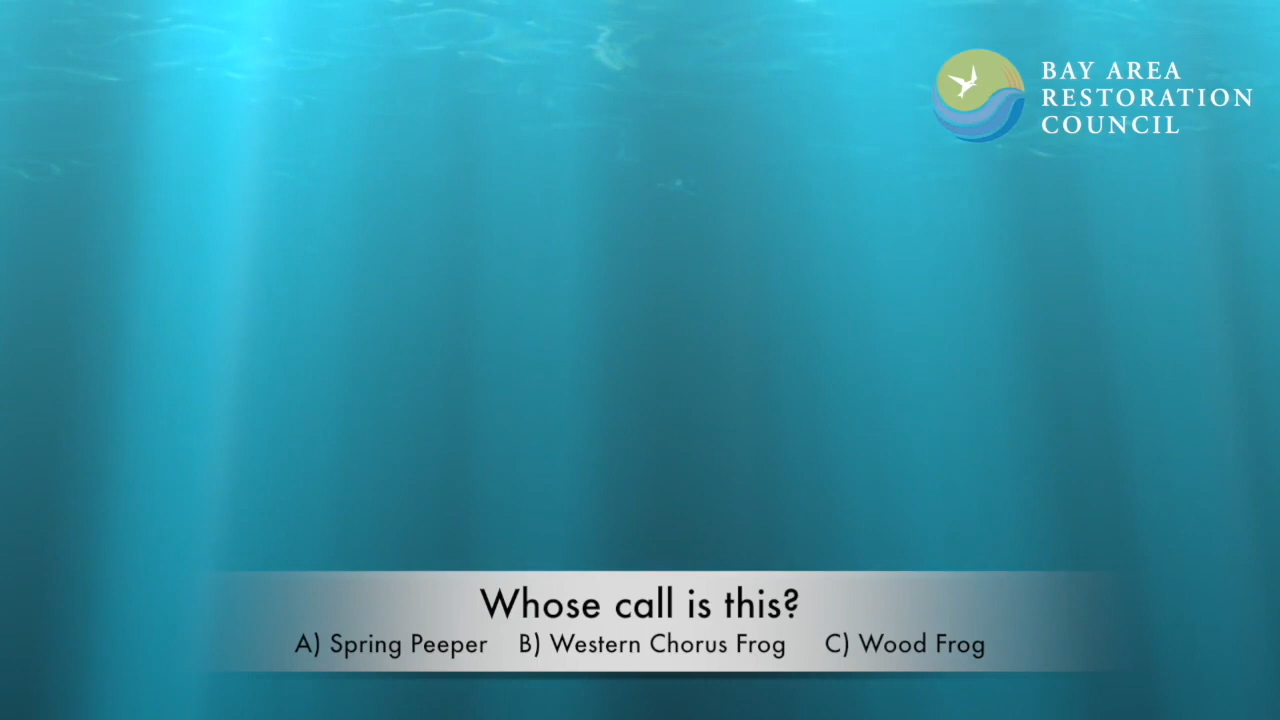 BAY AREA
RESTORATION
COUNCIL
Whose call is this?
A) Spring Peeper B) Western Chorus Frog C) Wood Frog